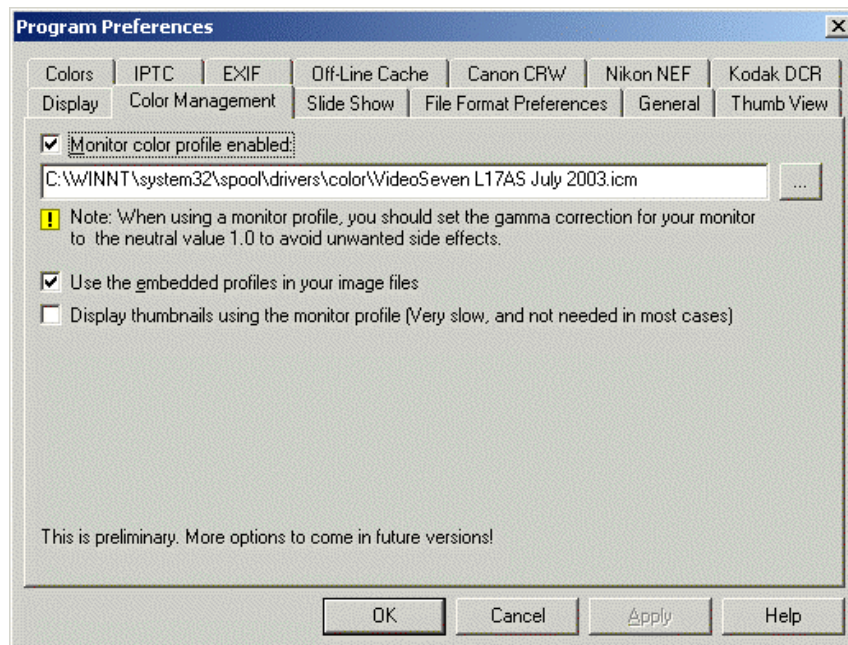 Program Preferences
Colors IPTC EXIF Off-Line Cache Canon CRW Nikon NEF Kodak DCR
Display Color Management Slide Show File Format Preferences General Thumb View
Monitor color profile enabled:
C:\WINNT\system32\spool\drivers\color\VideoSeven L17AS July 2003.icm ...
! Note: When using a monitor profile, you should set the gamma correction for your monitor
to the neutral value 1.0 to avoid unwanted side effects.
Use the embedded profiles in your image files
Display thumbnails using the monitor profile (Very slow, and not needed in most cases)
This is preliminary. More options to come in future versions!
OK Cancel Apply Help